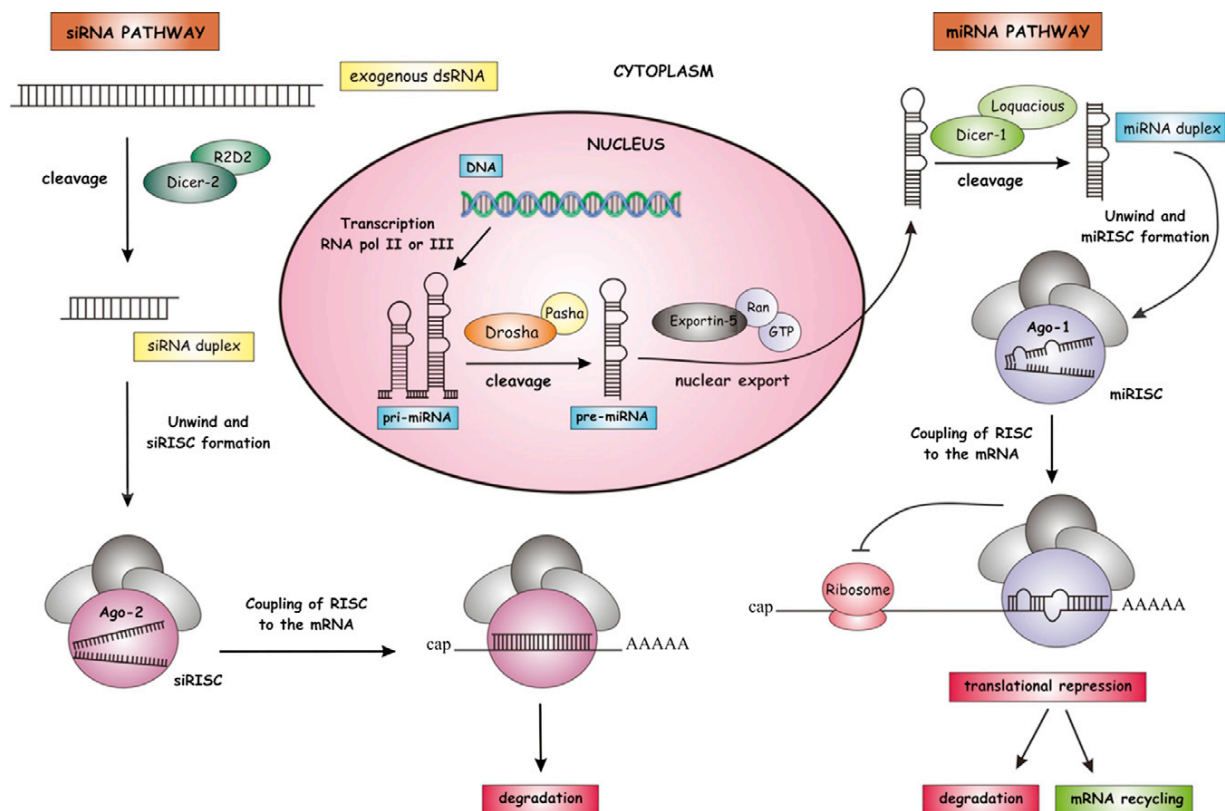 siRNA PATHWAY
exogenous dsRNA
cleavage
R2D2
Dicer-2
siRNA duplex
Unwind and
siRISC formation
Ago-2
siRISC
Coupling of RISC
to the mRNA
cap
AAAAA
degradation
CYTOPLASM
NUCLEUS
DNA
Transcription
RNA pol II or III
pri-miRNA
Drosha
Pasha
cleavage
pre-miRNA
Exportin-5
Ran
GTP
nuclear export
miRNA PATHWAY
Loquacious
Dicer-1
cleavage
miRNA duplex
Unwind and
miRISC formation
Ago-1
miRISC
Coupling of RISC
to the mRNA
Ribosome
cap
AAAAA
translational repression
degradation
mRNA recycling